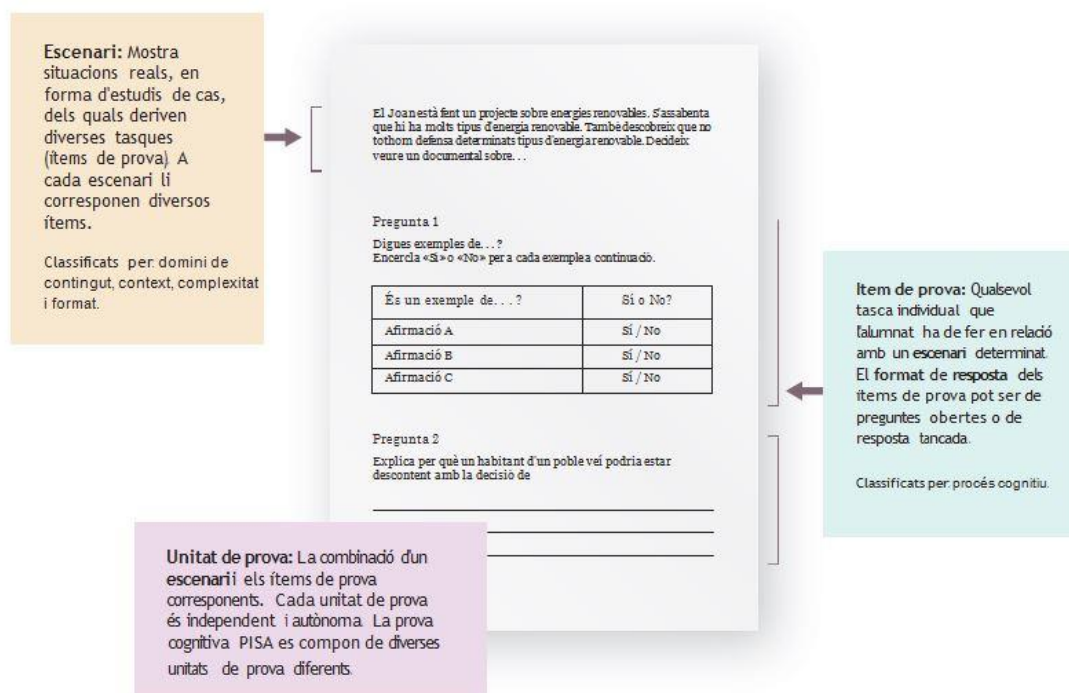 Escenari: Mostra
situacions reals, en
forma d'estudis de cas,
dels quals deriven
diverses tasques
(ítems de prova). A
cada escenari li
corresponen diversos
ítems.
Classificats per: domini de
contingut, context, complexitat
i format.
El Joan està fent un projecte sobre energies renovables. S'assabenta
que hi ha molts tipus d'energia renovable. També descobreix que no
tothom defensa determinats tipus d'energia renovable. Decideix
veure un documental sobre...
Pregunta 1
Digues exemples de...?
Encercla «Sí» o «No» per a cada exemple a continuació.
És un exemple de...? Sí o No?
Afirmació A Sí / No
Afirmació B Sí / No
Afirmació C Sí / No
Pregunta 2
Explica per què un habitant d'un poble veí podria estar
descontent amb la decisió de
Item de prova: Qualsevol
tasca individual que
l'alumnat ha de fer en relació
amb un escenari determinat.
El format de resposta dels
ítems de prova pot ser de
preguntes obertes o de
resposta tancada.
Classificats per: procés cognitiu.
Unitat de prova: La combinació d'un
escenari i els ítems de prova
corresponents. Cada unitat de prova
és independent i autònoma. La prova
cognitiva PISA es compon de diverses
unitats de prova diferents.